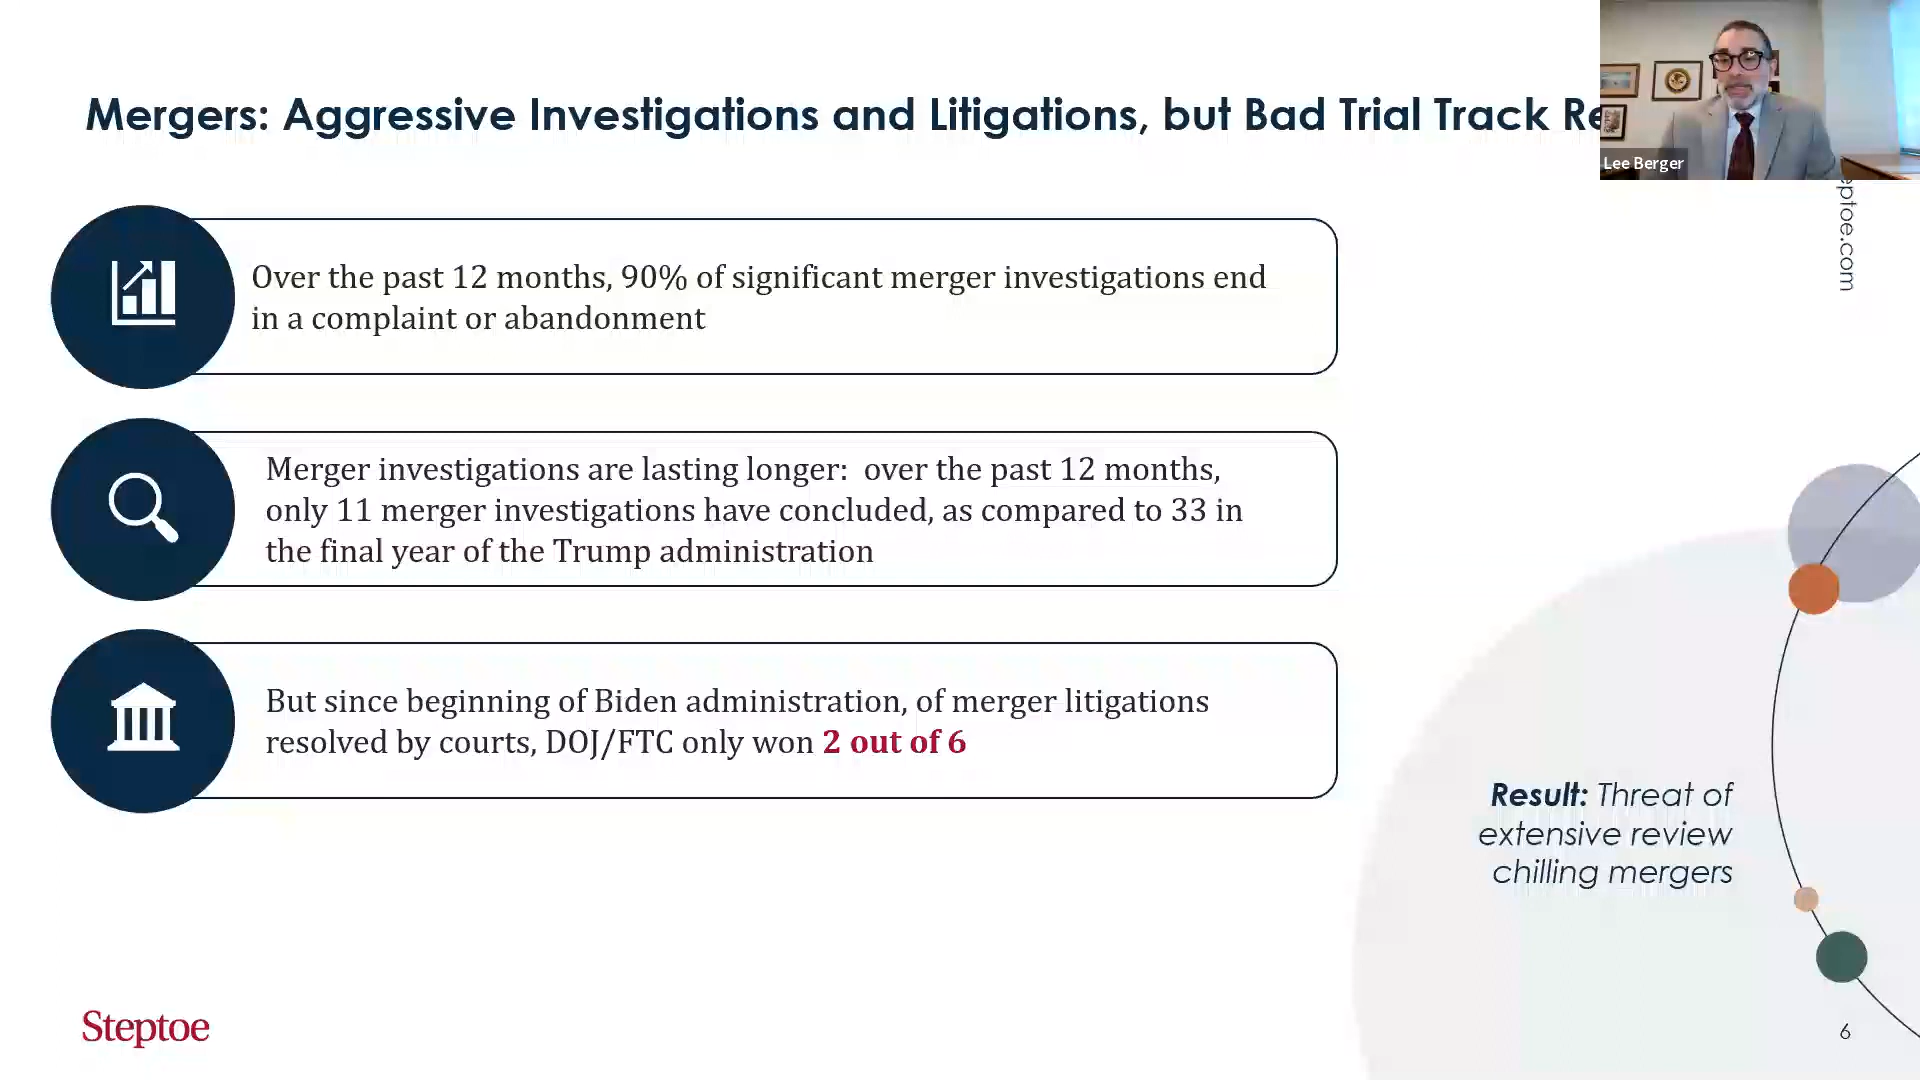 Mergers: Aggressive Investigations and Litigations, but Bad Trial Track
Lee Berger
Over the past 12 months, 90% of significant merger investigations end
in a complaint or abandonment
Merger investigations are lasting longer:  over the past 12 months,
only 11 merger investigations have concluded, as compared to 33 in
the final year of the Trump administration
But since beginning of Biden administration, of merger litigations
resolved by courts, DOJ/FTC only won 2 out of 6
Result: Threat of
extensive review
chilling mergers
Steptoe
6